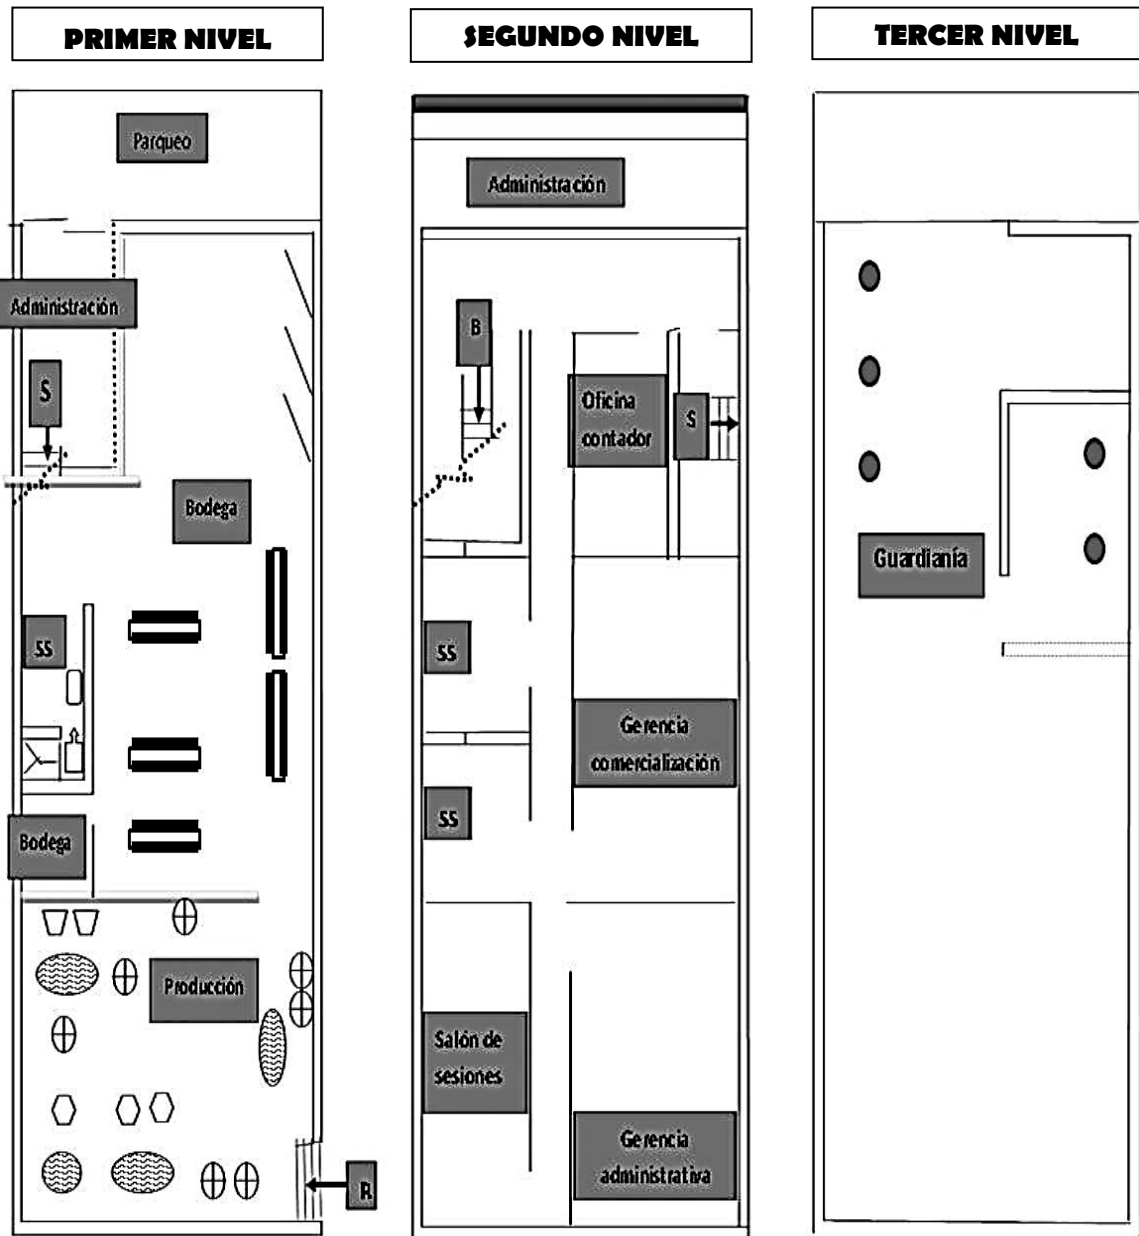 PRIMER NIVEL
Parqueo
Administración
S
Bodega
SS
Bodega
Producción
R
SEGUNDO NIVEL
Administración
B
Oficina
contador
S
SS
Gerencia
comercialización
SS
Salón de
sesiones
Gerencia
administrativa
TERCER NIVEL
Guardianía